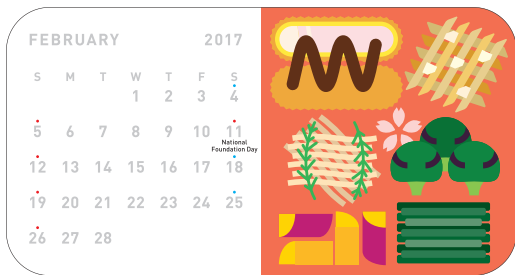 FEBRUARY 2017
S M T W T F S
1 2 3 4
5 6 7 8 9 10 11
National
Foundation Day
12 13 14 15 16 17 18
19 20 21 22 23 24 25
26 27 28